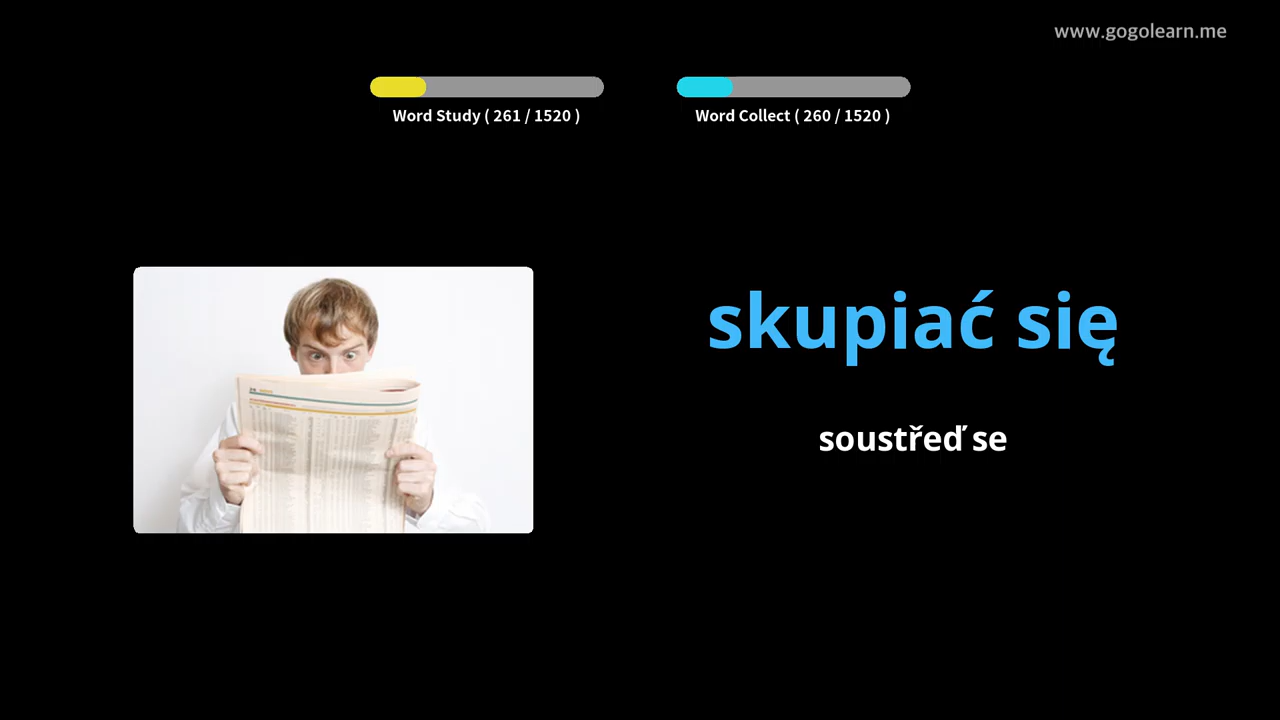 www.gogolearn.me
Word Study ( 261 / 1520 )
Word Collect ( 260 / 1520 )
skupiać się
soustřeď se